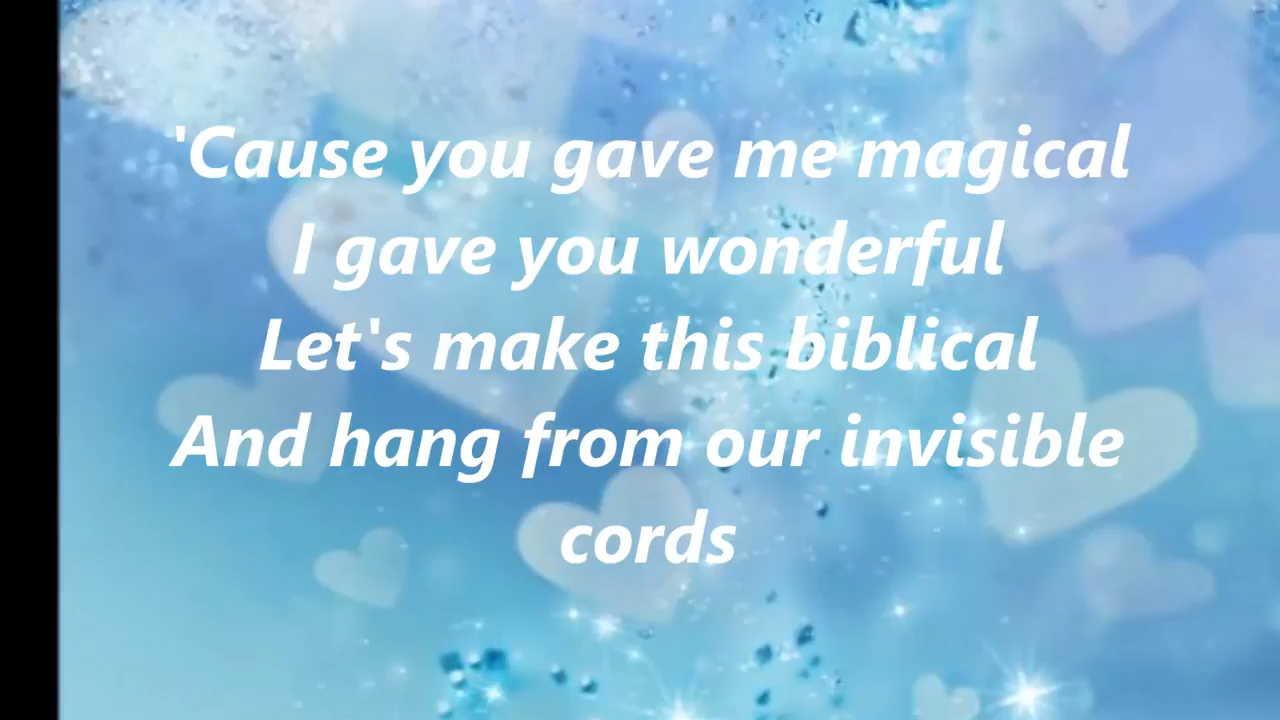 'Cause you gave me magical
I gave you wonderful
Let's make this biblical
And hang from our invisible
cords